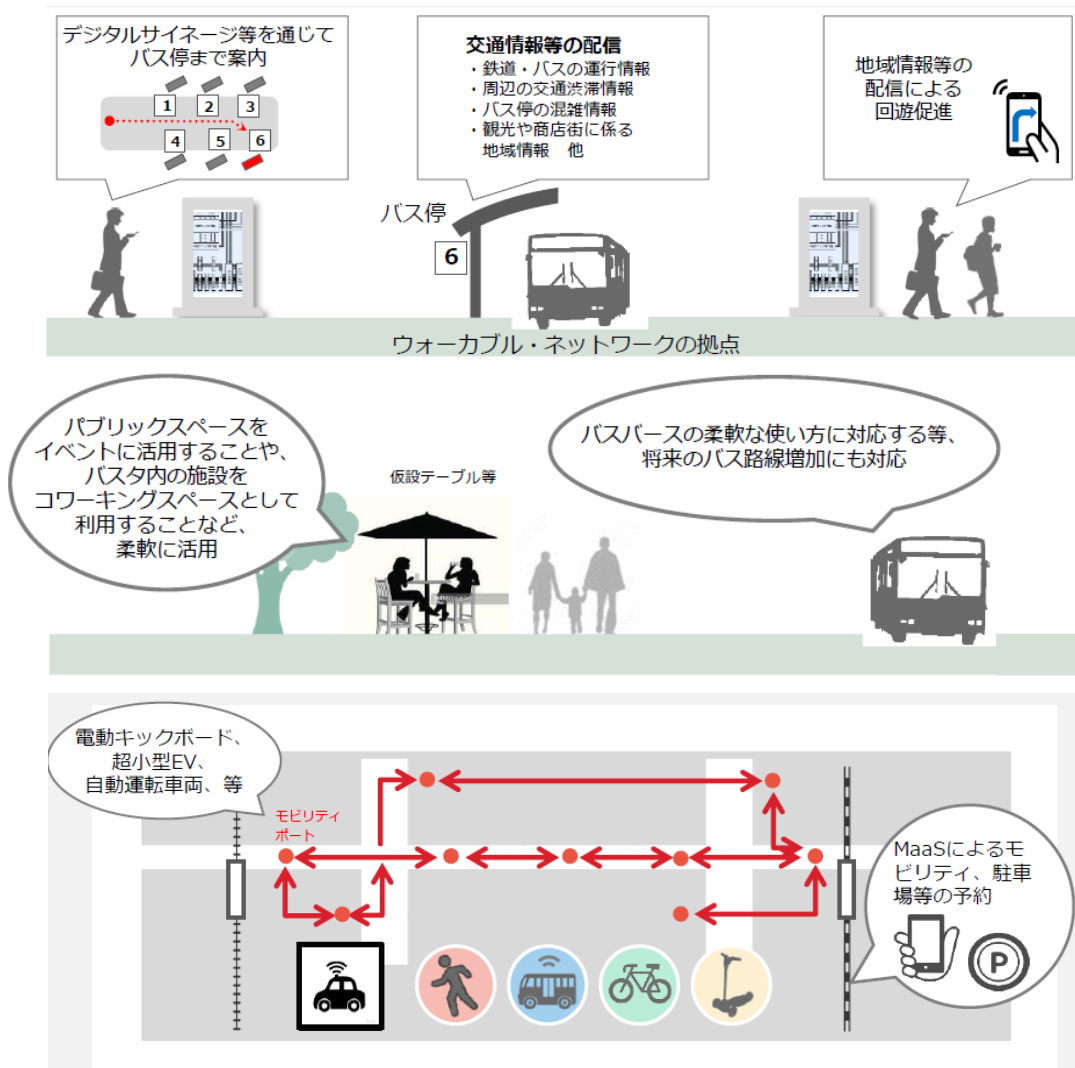 デジタルサイネージ等を通じて
バス停まで案内
1
2
3
4
5
6
交通情報等の配信
・鉄道・バスの運行情報
・周辺の交通渋滞情報
・バス停の混雑情報
・観光や商店街に係る
地域情報 他
地域情報等の
配信による
回遊促進
バス停
6
ウォーカブル・ネットワークの拠点
パブリックスペースを
イベントに活用することや、
バスタ内の施設を
コワーキングスペースとして
利用することなど、
柔軟に活用
仮設テーブル等
バスバースの柔軟な使い方に対応する等、
将来のバス路線増加にも対応
電動キックボード、
超小型EV、
自動運転車両、等
モビリティ
ポート
MaaSによるモ
ビリティ、駐車
場等の予約
P